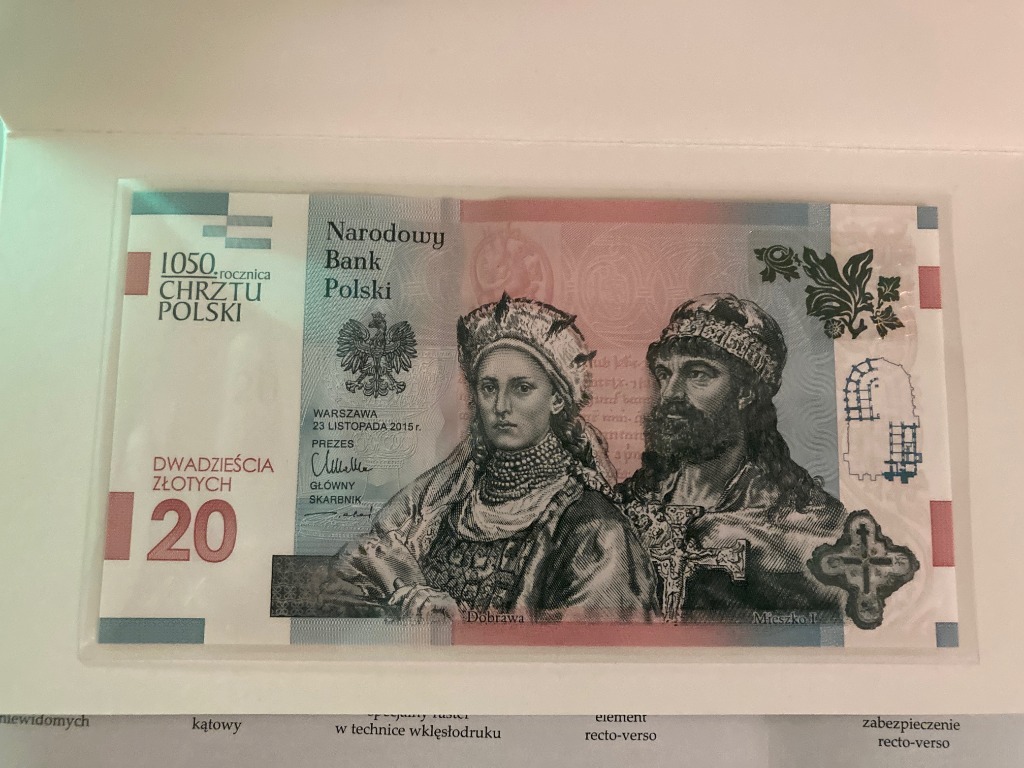 1050.rocznica
CHRZTU
POLSKI
Narodowy
Bank
Polski
WARSZAWA
23 LISTOPADA 2015 r.
PREZES
GŁÓWNY
SKARBNIK
DWADZIEŚCIA
ZŁOTYCH
20
Dobrawa
Mieszko I
niewidomych
kątowy
specjalny raster
w technice wklęsłodruku
element
recto-verso
zabezpieczenie
recto-verso